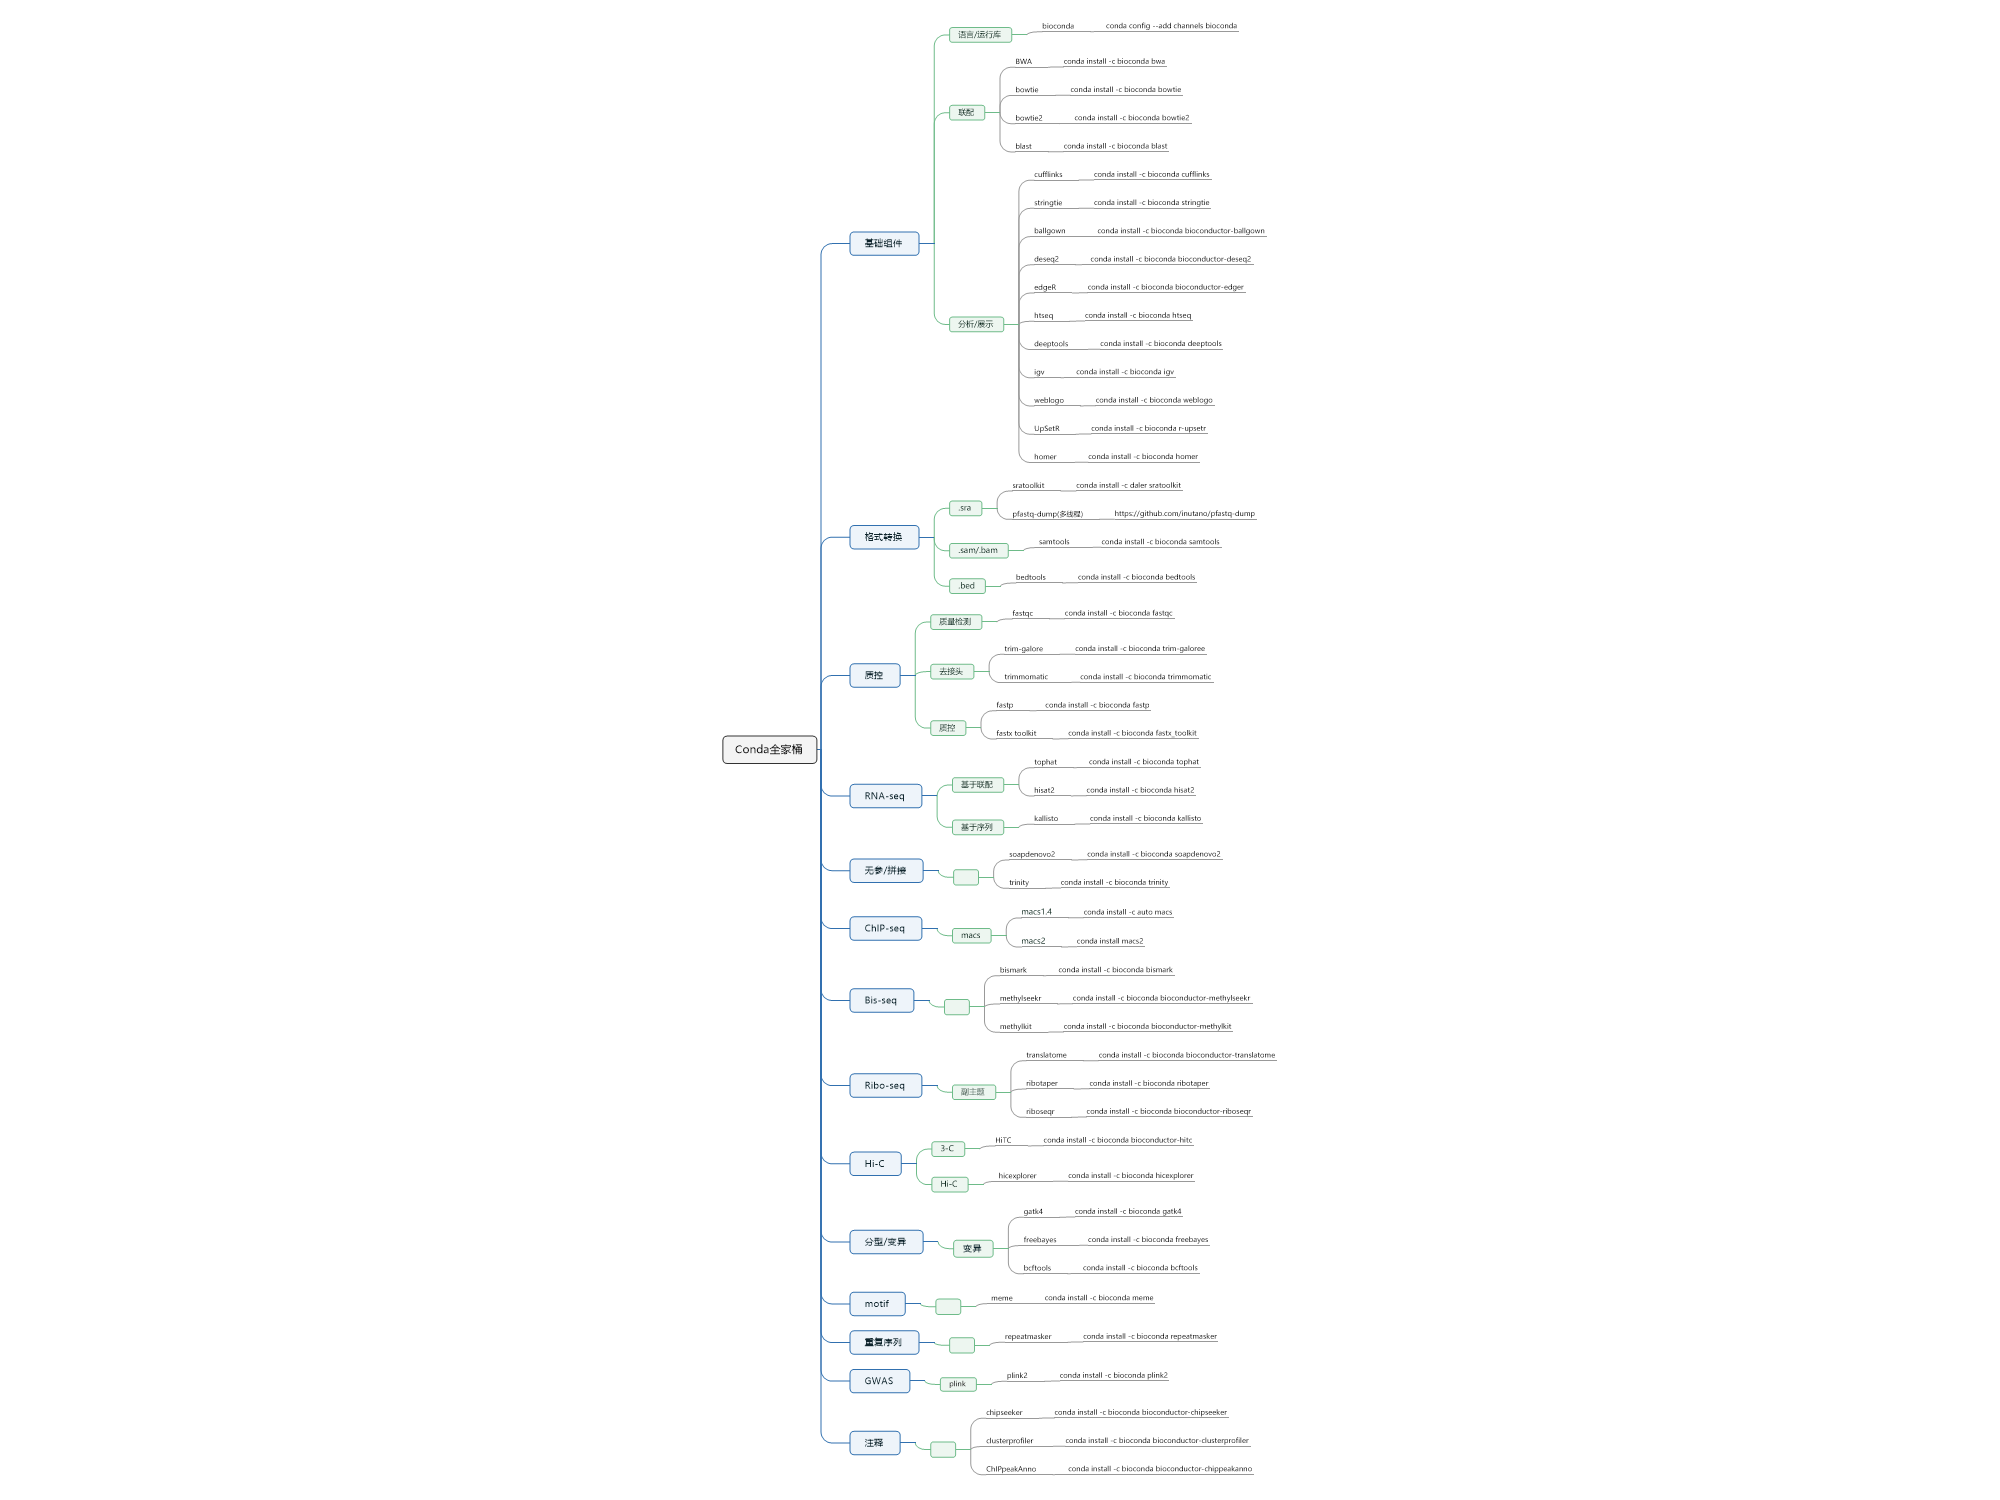 Conda全家桶
基础组件
语言/运行库
bioconda
conda config --add channels bioconda
联配
BWA
conda install -c bioconda bwa
bowtie
conda install -c bioconda bowtie
bowtie2
conda install -c bioconda bowtie2
blast
conda install -c bioconda blast
分析/展示
cufflinks
conda install -c bioconda cufflinks
stringtie
conda install -c bioconda stringtie
ballgown
conda install -c bioconda bioconductor-ballgown
deseq2
conda install -c bioconda bioconductor-deseq2
edgeR
conda install -c bioconda bioconductor-edger
htseq
conda install -c bioconda htseq
deeptools
conda install -c bioconda deeptools
igv
conda install -c bioconda igv
weblogo
conda install -c bioconda weblogo
UpSetR
conda install -c bioconda r-upsetr
homer
conda install -c bioconda homer
格式转换
.sra
sratoolkit
conda install -c daler sratoolkit
pfastq-dump(多线程)
https://github.com/inutano/pfastq-dump
.sam/.bam
samtools
conda install -c bioconda samtools
.bed
bedtools
conda install -c bioconda bedtools
质控
质量检测
fastqc
conda install -c bioconda fastqc
去接头
trim-galore
conda install -c bioconda trim-galoree
trimmomatic
conda install -c bioconda trimmomatic
质控
fastp
conda install -c bioconda fastp
fastx toolkit
conda install -c bioconda fastx_toolkit
RNA-seq
基于联配
tophat
conda install -c bioconda tophat
hisat2
conda install -c bioconda hisat2
基于序列
kallisto
conda install -c bioconda kallisto
无参/拼接
soapdenovo2
conda install -c bioconda soapdenovo2
trinity
conda install -c bioconda trinity
ChIP-seq
macs
macs1.4
conda install -c auto macs
macs2
conda install macs2
Bis-seq
bismark
conda install -c bioconda bismark
methylseekr
conda install -c bioconda bioconductor-methylseekr
methylkit
conda install -c bioconda bioconductor-methylkit
Ribo-seq
副主题
translatome
conda install -c bioconda bioconductor-translatome
ribotaper
conda install -c bioconda ribotaper
riboseqr
conda install -c bioconda bioconductor-riboseqr
Hi-C
3-C
HiTC
conda install -c bioconda bioconductor-hitc
Hi-C
hicexplorer
conda install -c bioconda hicexplorer
分型/变异
变异
gatk4
conda install -c bioconda gatk4
freebayes
conda install -c bioconda freebayes
bcftools
conda install -c bioconda bcftools
motif
meme
conda install -c bioconda meme
重复序列
repeatmasker
conda install -c bioconda repeatmasker
GWAS
plink
plink2
conda install -c bioconda plink2
注释
chipseeker
conda install -c bioconda bioconductor-chipseeker
clusterprofiler
conda install -c bioconda bioconductor-clusterprofiler
ChIPpeakAnno
conda install -c bioconda bioconductor-chippeakanno